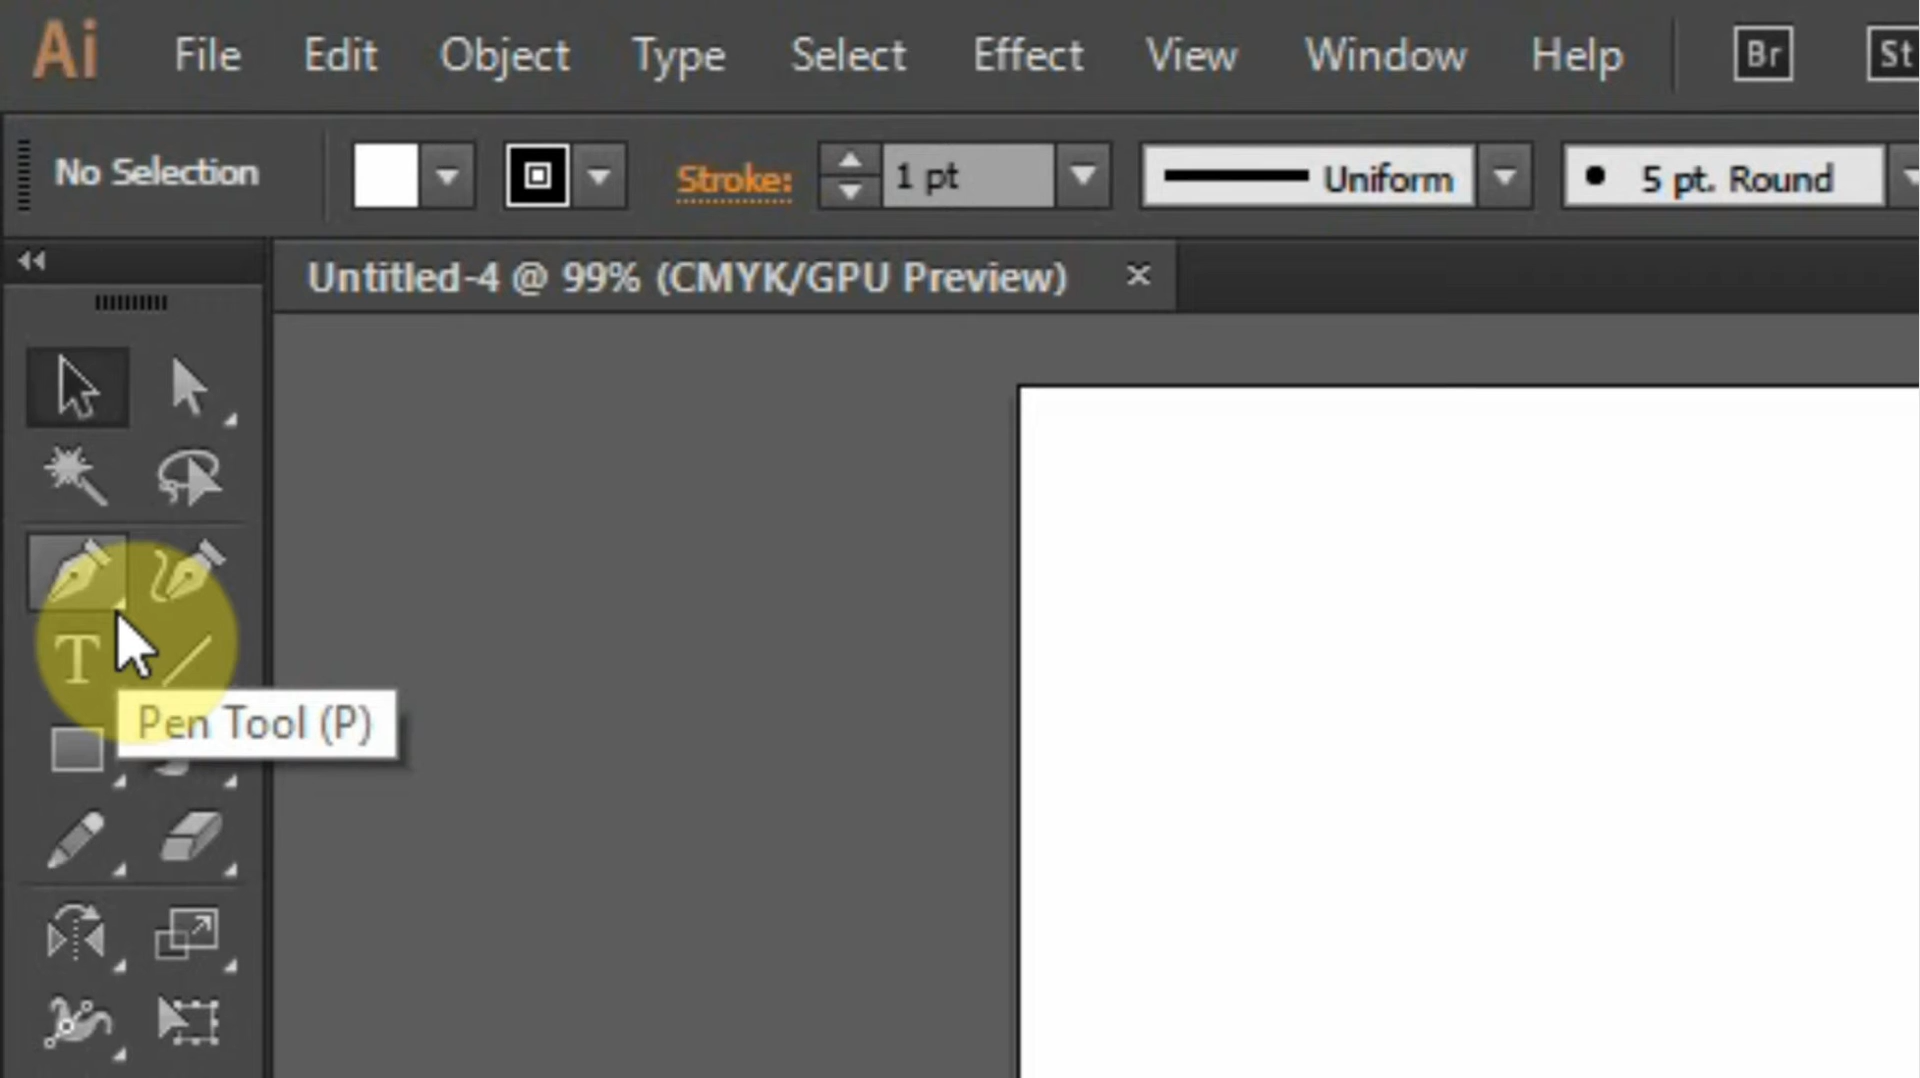 Ai File Edit Object Type Select Effect View Window Help Br St
No Selection Stroke: 1 pt Uniform 5 pt. Round
Untitled-4 @ 99% (CMYK/GPU Preview) ×
T
Pen Tool (P)